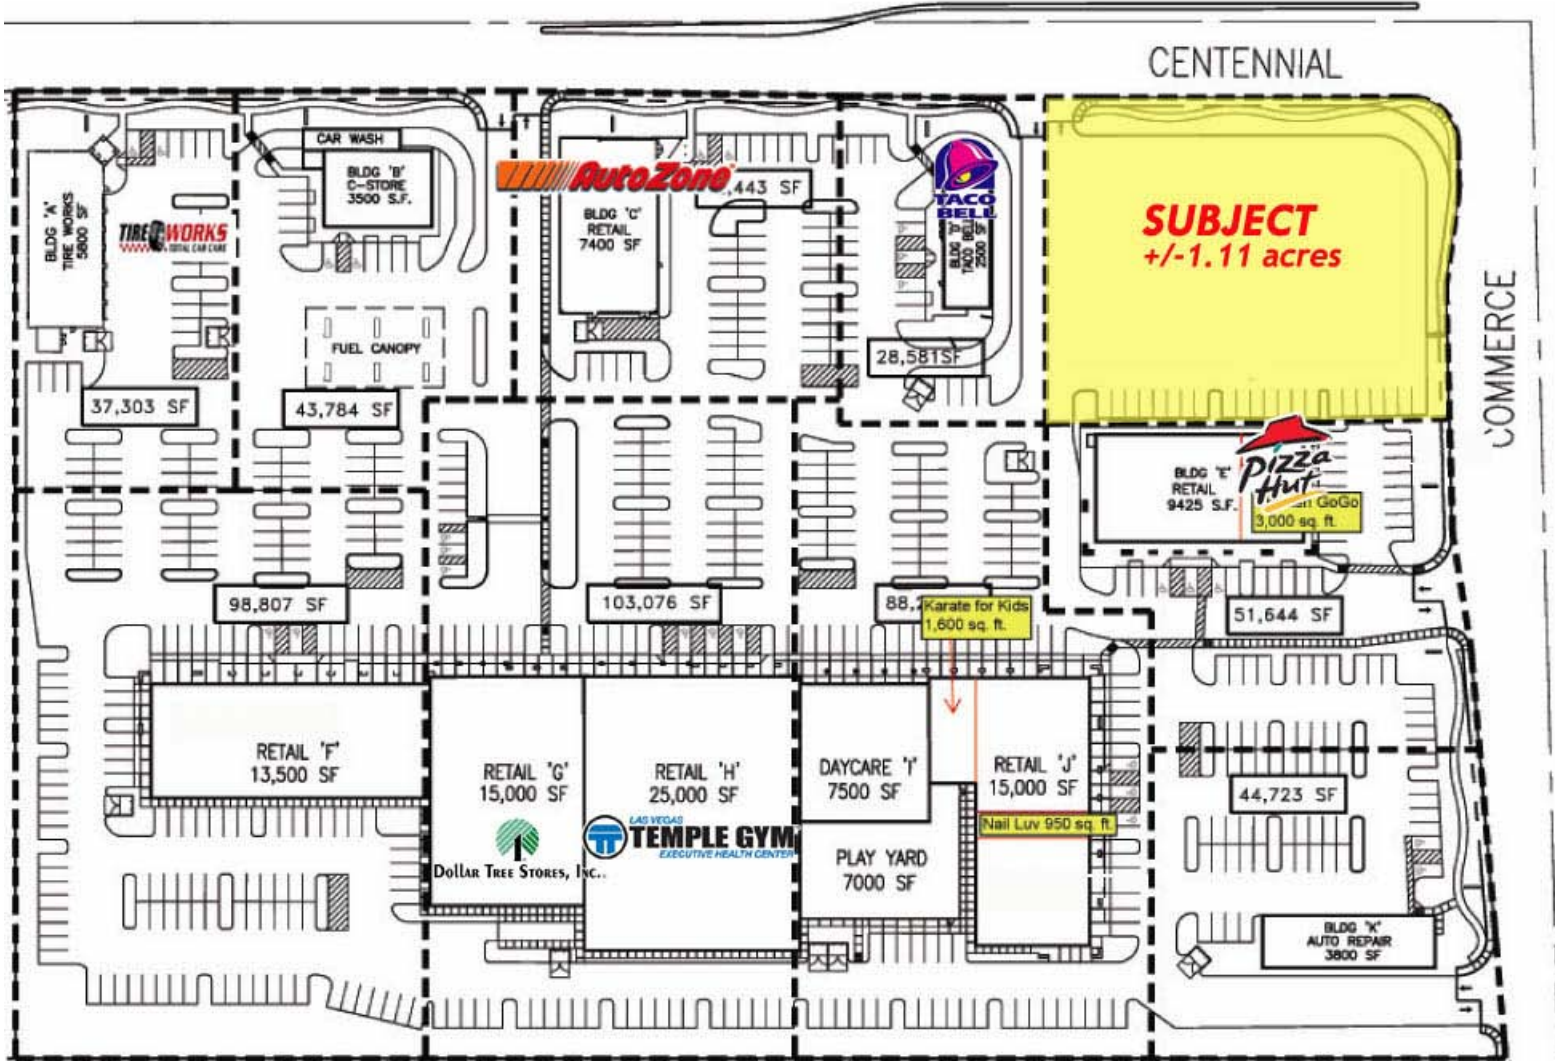 CENTENNIAL
COMMERCE
CAR WASH
BLDG 'B'
C-STORE
3500 S.F.
BLDG 'A'
TIRE WORKS
5800 SF
TIRE WORKS
TOTAL CAR CARE
AutoZone
,443 SF
BLDG 'C'
RETAIL
7400 SF
TACO
BELL
BLDG 'D'
TACO BELL
2500 SF
SUBJECT
+/-1.11 acres
FUEL CANOPY
28,581SF
37,303 SF
43,784 SF
BLDG 'E'
RETAIL
9425 S.F.
Pizza
Hut
GoGo
3,000 sq. ft.
98,807 SF
103,076 SF
88,2
Karate for Kids
1,600 sq. ft.
51,644 SF
RETAIL 'F'
13,500 SF
RETAIL 'G'
15,000 SF
RETAIL 'H'
25,000 SF
DAYCARE 'I'
7500 SF
RETAIL 'J'
15,000 SF
44,723 SF
Nail Luv 950 sq. ft.
LAS VEGAS
TEMPLE GYM
EXECUTIVE HEALTH CENTER
Dollar Tree Stores, Inc.
PLAY YARD
7000 SF
BLDG 'K'
AUTO REPAIR
3800 SF